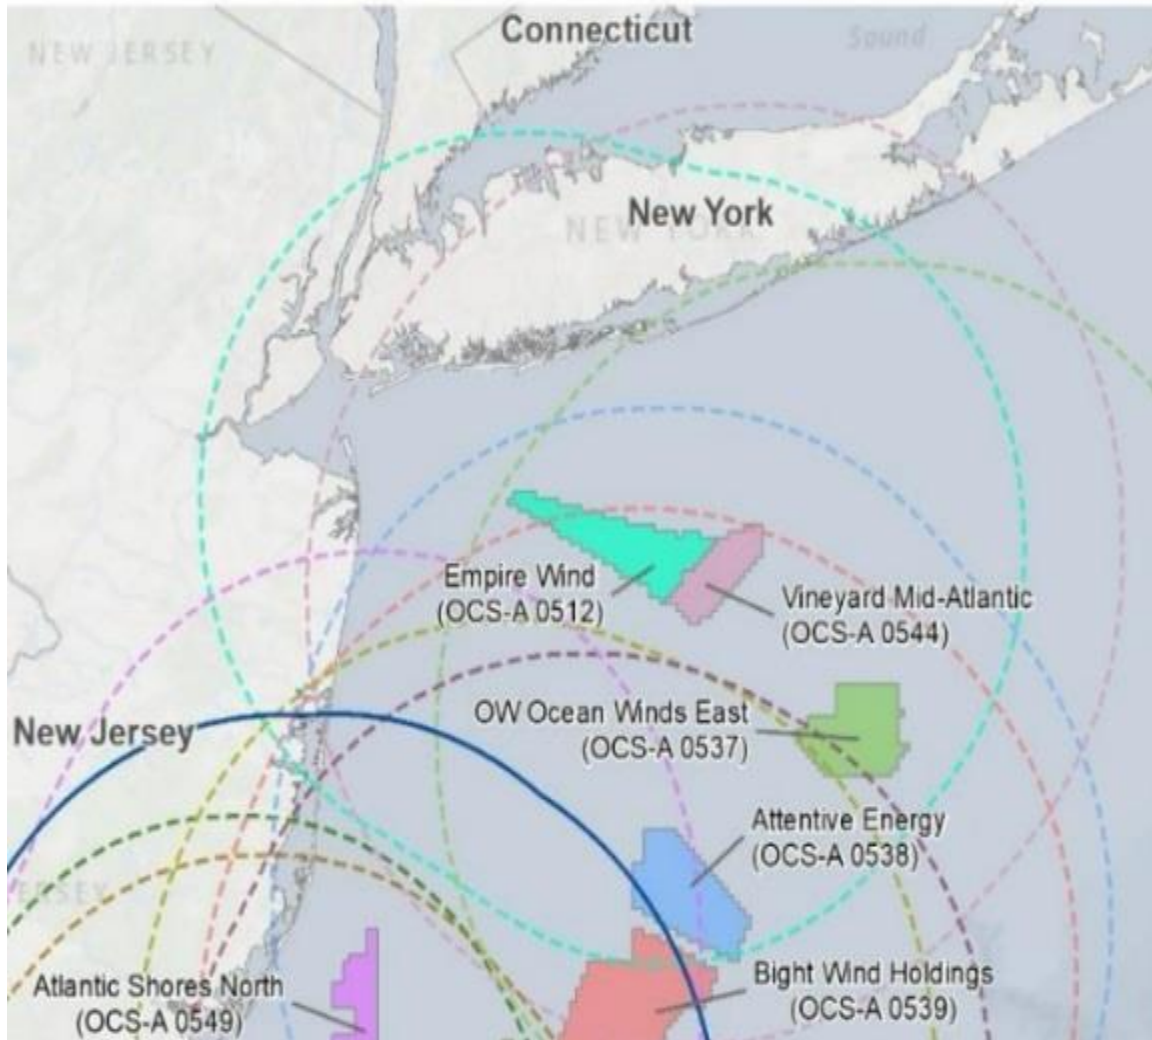 Connecticut
NEW JERSEY
Sound
New York
NEW YORK
Empire Wind
(OCS-A 0512)
Vineyard Mid-Atlantic
(OCS-A 0544)
New Jersey
OW Ocean Winds East
(OCS-A 0537)
Attentive Energy
(OCS-A 0538)
ERSEY
Atlantic Shores North
(OCS-A 0549)
Bight Wind Holdings
(OCS-A 0539)